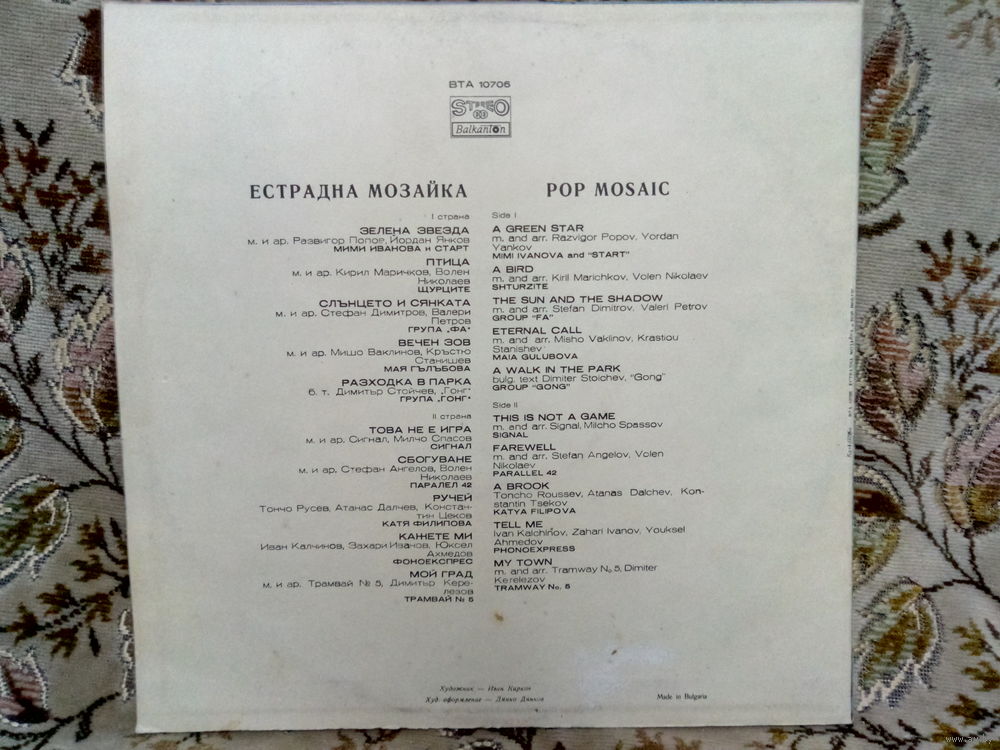 BTA 10706
STEREO
Balkanton
ЕСТРАДНА МОЗАЙКА
I страна
ЗЕЛЕНА ЗВЕЗДА
м. и ар. Развигор Попов, Йордан Янков
МИМИ ИВАНОВА и СТАРТ
ПТИЦА
м. и ар. Кирил Маричков, Волен
Николаев
ЩУРЦИТЕ
СЛЪНЦЕТО И СЯНКАТА
м. и ар. Стефан Димитров, Валери
Петров
ГРУПА „ФА"
ВЕЧЕН ЗОВ
м. и ар. Мишо Ваклинов, Кръстю
Станишев
МАЯ ГЪЛЪБОВА
РАЗХОДКА В ПАРКА
б. т. Димитър Стойчев, „Гонг"
ГРУПА „ГОНГ"
II страна
ТОВА НЕ Е ИГРА
м. и ар. Сигнал, Милчо Спасов
СИГНАЛ
СБОГУВАНЕ
м. и ар. Стефан Ангелов, Волен
Николаев
ПАРАЛЕЛ 42
РУЧЕЙ
Тончо Русев, Атанас Далчев, Констан-
тин Цеков
КАТЯ ФИЛИПОВА
КАЖЕТЕ МИ
Иван Калчинов, Захари Иванов, Юксел
Ахмедов
ФОНОЕКСПРЕС
МОЙ ГРАД
м. и ар. Трамвай № 5, Димитър Кере-
лезов
ТРАМВАЙ № 5
POP MOSAIC
Side I
A GREEN STAR
m. and arr. Razvigor Popov, Yordan
Yankov
MIMI IVANOVA and "START"
A BIRD
m. and arr. Kiril Marichkov, Volen Nikolaev
SHTURZITE
THE SUN AND THE SHADOW
m. and arr. Stefan Dimitrov, Valeri Petrov
GROUP "FA"
ETERNAL CALL
m. and arr. Misho Vaklinov, Krastiou
Stanishev
MAIA GULUBOVA
A WALK IN THE PARK
bulg. text Dimiter Stoichev, "Gong"
GROUP "GONG"
Side II
THIS IS NOT A GAME
m. and arr. Signal, Milcho Spassov
SIGNAL
FAREWELL
m. and arr. Stefan Angelov, Volen
Nikolaev
PARALLEL 42
A BROOK
Toncho Roussev, Atanas Dalchev, Kon-
stantin Tsekov
KATYA FILIPOVA
TELL ME
Ivan Kalchinov, Zahari Ivanov, Youksel
Ahmedov
PHONOEXPRESS
MY TOWN
m. and arr. Tramway № 5, Dimiter
Kerelezov
TRAMWAY No. 5
Художник — Иван Кирков
Худ. оформление — Динко Динков
Made in Bulgaria